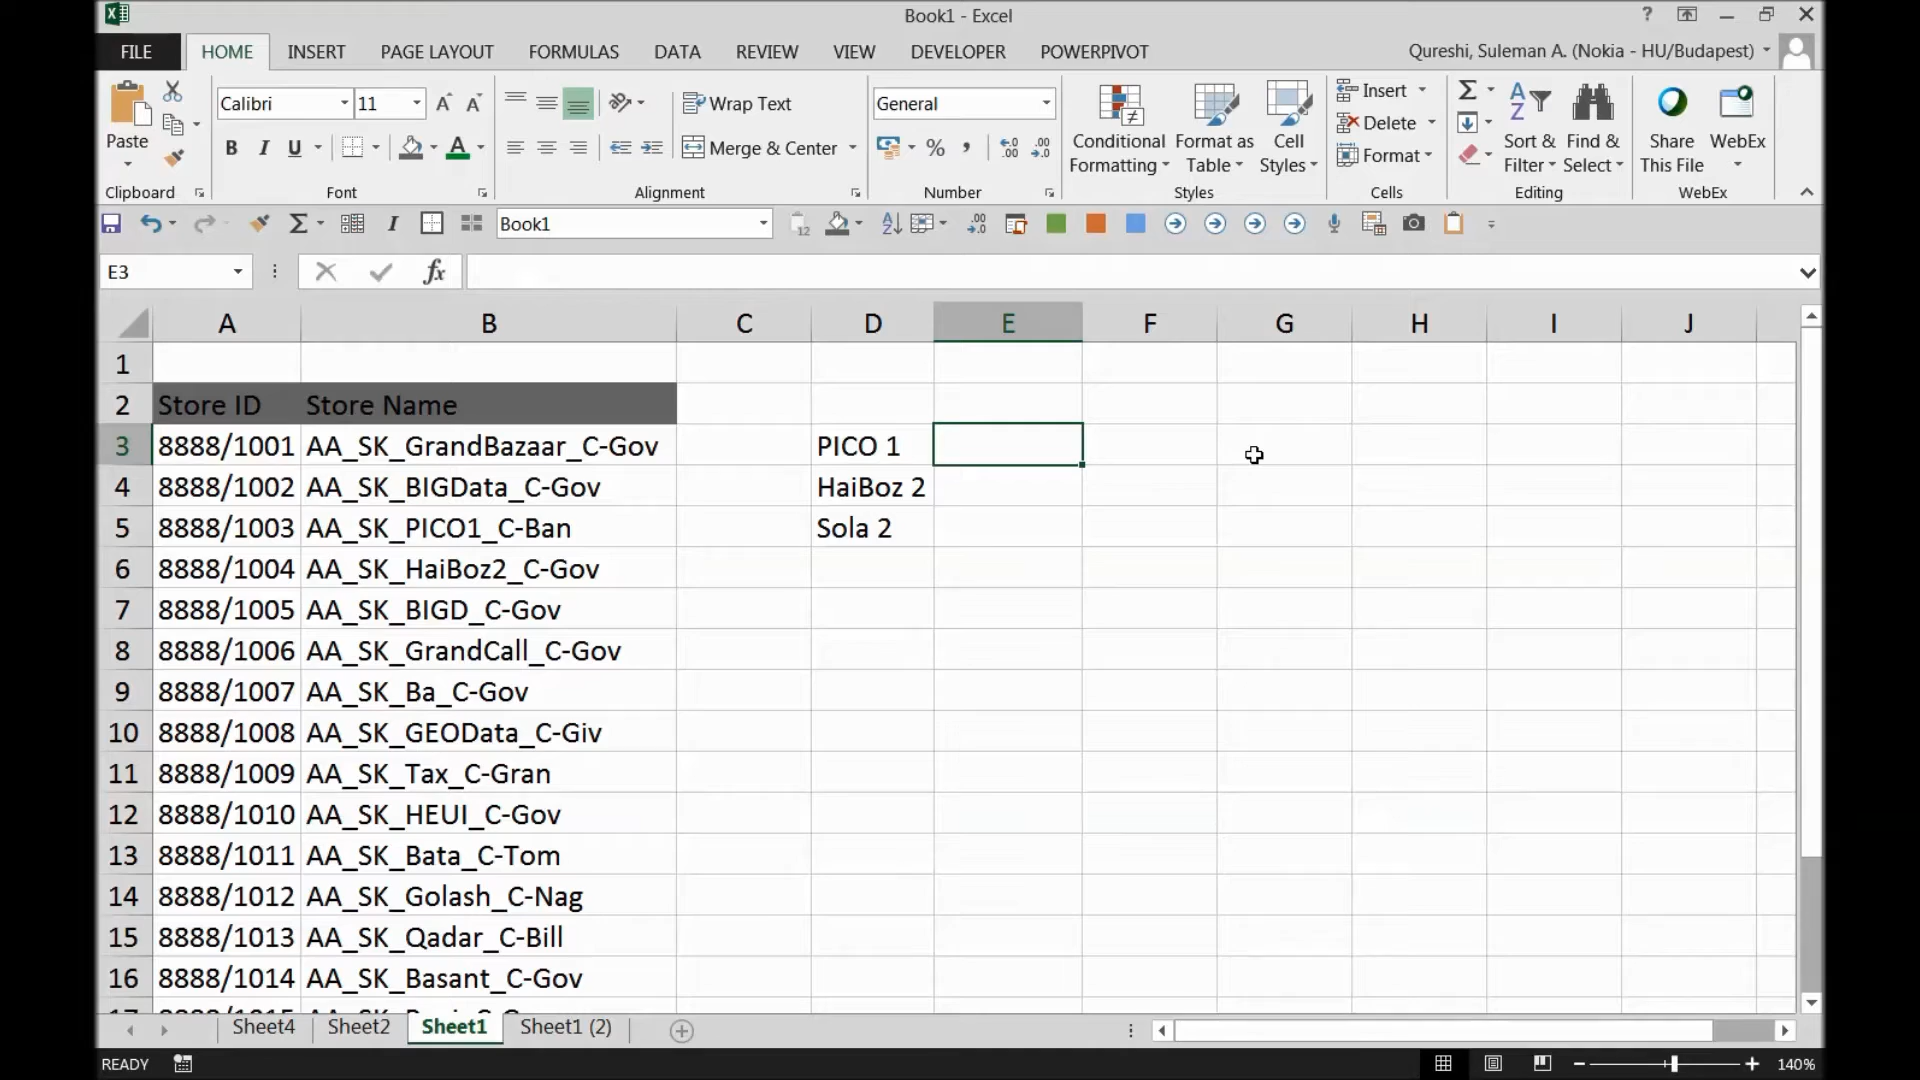 Book1 - Excel
?
FILE HOME INSERT PAGE LAYOUT FORMULAS DATA REVIEW VIEW DEVELOPER POWERPIVOT Qureshi, Suleman A. (Nokia - HU/Budapest)
Paste
Clipboard
Calibri 11 A A
B I U A
Font
Wrap Text
Merge & Center
Alignment
General
% , .00 .00
Number
Conditional Formatting
Format as Table
Cell Styles
Styles
Insert
Delete
Format
Cells
Σ
Sort & Filter
Find & Select
Editing
Share This File
WebEx
WebEx
Book1
E3 fx
A B C D E F G H I J
1
2 Store ID Store Name
3 8888/1001 AA_SK_GrandBazaar_C-Gov PICO 1
4 8888/1002 AA_SK_BIGData_C-Gov HaiBoz 2
5 8888/1003 AA_SK_PICO1_C-Ban Sola 2
6 8888/1004 AA_SK_HaiBoz2_C-Gov
7 8888/1005 AA_SK_BIGD_C-Gov
8 8888/1006 AA_SK_GrandCall_C-Gov
9 8888/1007 AA_SK_Ba_C-Gov
10 8888/1008 AA_SK_GEOData_C-Giv
11 8888/1009 AA_SK_Tax_C-Gran
12 8888/1010 AA_SK_HEUI_C-Gov
13 8888/1011 AA_SK_Bata_C-Tom
14 8888/1012 AA_SK_Golash_C-Nag
15 8888/1013 AA_SK_Qadar_C-Bill
16 8888/1014 AA_SK_Basant_C-Gov
Sheet4 Sheet2 Sheet1 Sheet1 (2)
READY 140%